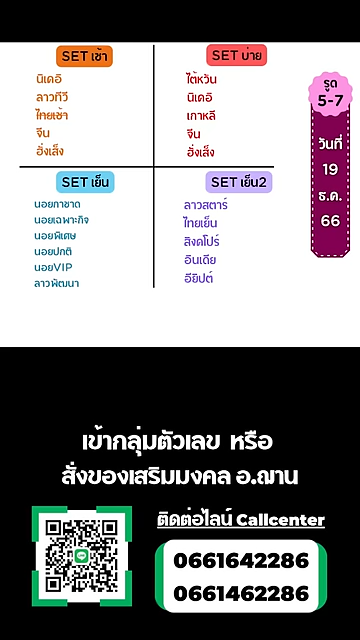 SET เช้า
นิเคอิ
ลาวทีวี
ไทยเช้า
จีน
ฮั่งเส็ง
SET บ่าย
ไต้หวัน
นิเคอิ
เกาหลี
จีน
ฮั่งเส็ง
รูด
5-7
วันที่
19
ธ.ค.
66
SET เย็น
นอยกาชาด
นอยเฉพาะกิจ
นอยพิเศษ
นอยปกติ
นอยVIP
ลาวพัฒนา
SET เย็น2
ลาวสตาร์
ไทยเย็น
สิงคโปร์
อินเดีย
อียิปต์
เข้ากลุ่มตัวเลข หรือ
สั่งของเสริมมงคล อ.ฌาน
ติดต่อไลน์ Callcenter
0661642286
0661462286
LINE